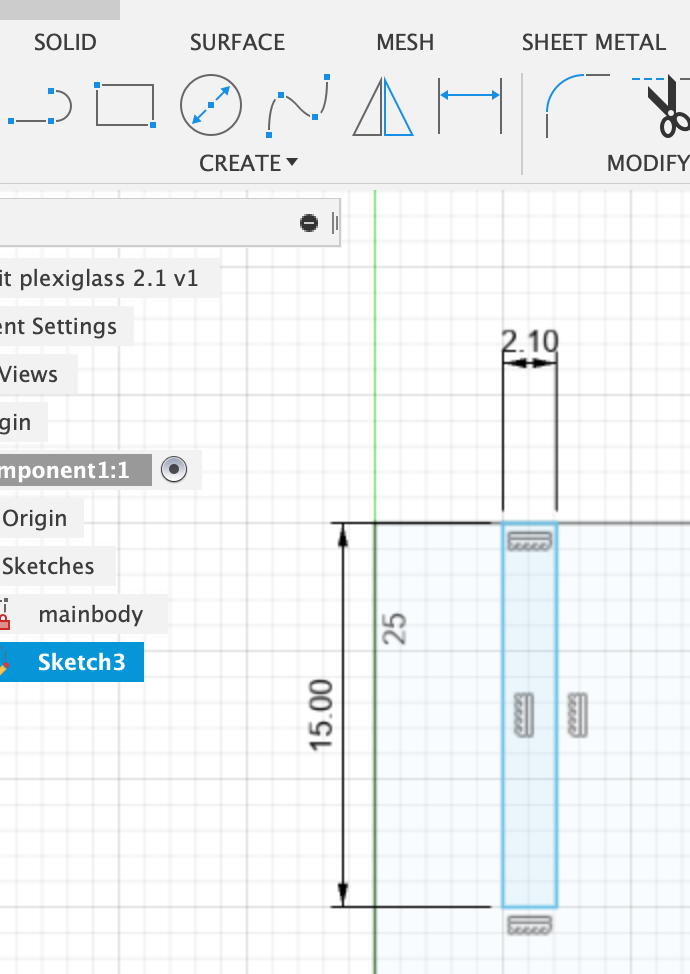 SOLID SURFACE MESH SHEET METAL
CREATE MODIFY
it plexiglass 2.1 v1
ent Settings
Views
gin
mponent1:1
Origin
Sketches
mainbody
Sketch3
2.10
25
15.00